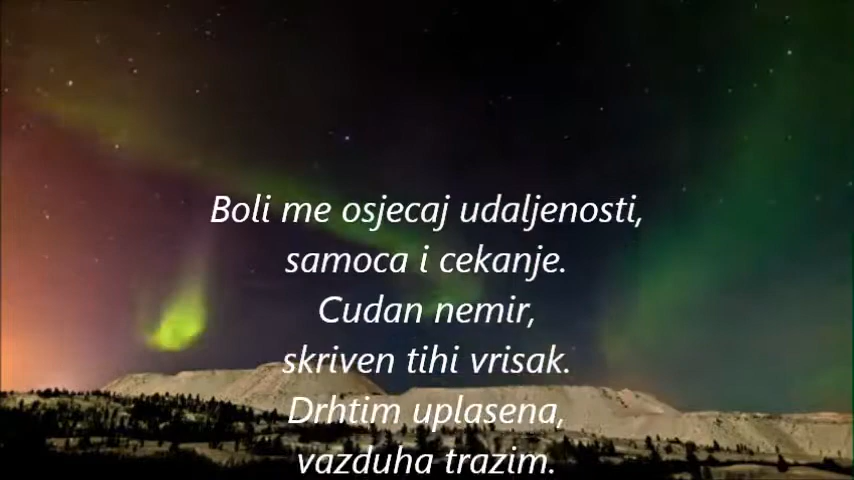 Boli me osjecaj udaljenosti,
samoca i cekanje.
Cudan nemir,
skriven tihi vrisak.
Drhtim uplasena,
vazduha trazim.